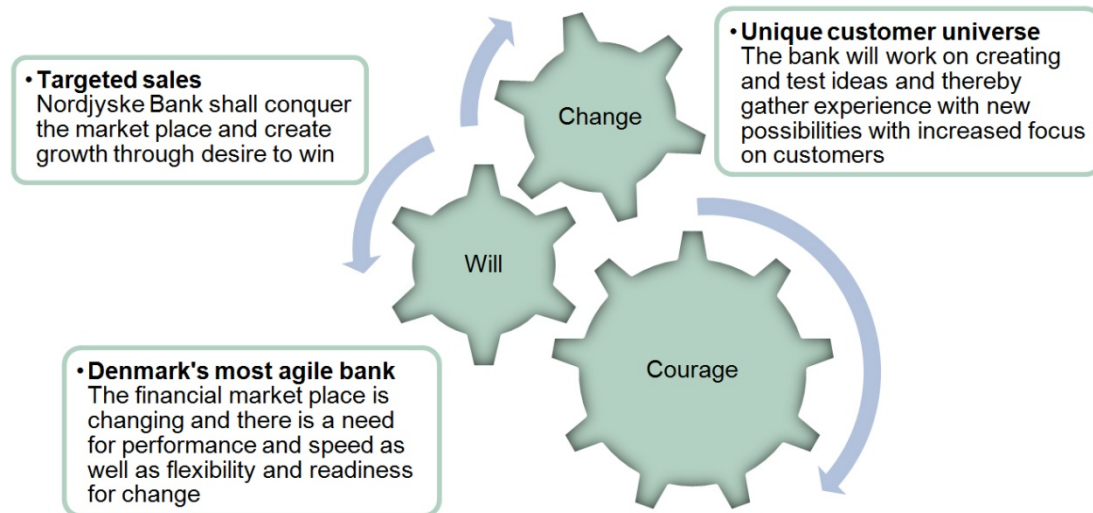 • Targeted sales
Nordjyske Bank shall conquer
the market place and create
growth through desire to win
Change
• Unique customer universe
The bank will work on creating
and test ideas and thereby
gather experience with new
possibilities with increased focus
on customers
Will
Courage
• Denmark's most agile bank
The financial market place is
changing and there is a need
for performance and speed as
well as flexibility and readiness
for change